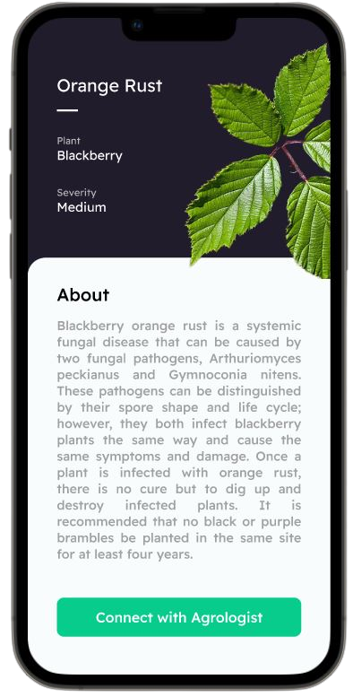 Orange Rust
Plant
Blackberry
Severity
Medium
About
Blackberry orange rust is a systemic
fungal disease that can be caused by
two fungal pathogens, Arthuriomyces
peckianus and Gymnoconia nitens.
These pathogens can be distinguished
by their spore shape and life cycle;
however, they both infect blackberry
plants the same way and cause the
same symptoms and damage. Once a
plant is infected with orange rust,
there is no cure but to dig up and
destroy infected plants. It is
recommended that no black or purple
brambles be planted in the same site
for at least four years.
Connect with Agrologist